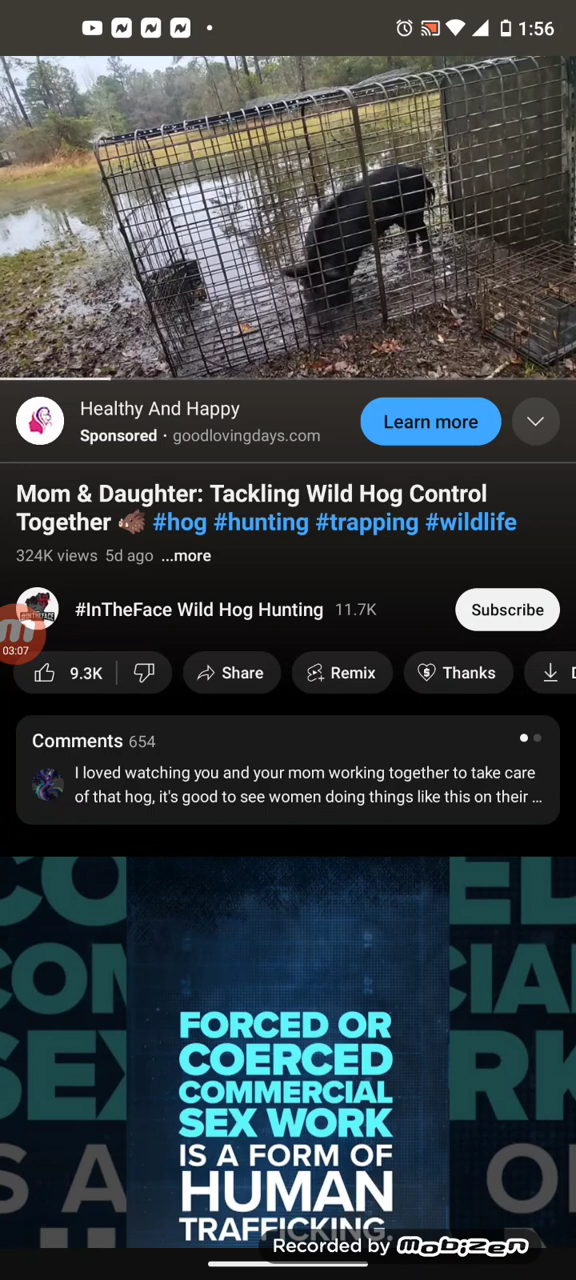 1:56
Healthy And Happy
Sponsored · goodlovingdays.com
Learn more
Mom & Daughter: Tackling Wild Hog Control
Together 🐗 #hog #hunting #trapping #wildlife
324K views 5d ago ...more
#InTheFace Wild Hog Hunting 11.7K
Subscribe
03:07
9.3K
Share
Remix
Thanks
Comments 654
I loved watching you and your mom working together to take care
of that hog, it's good to see women doing things like this on their ...
FORCED OR
COERCED
COMMERCIAL
SEX WORK
IS A FORM OF
HUMAN
TRAFFICKING.
Recorded by Mobizen